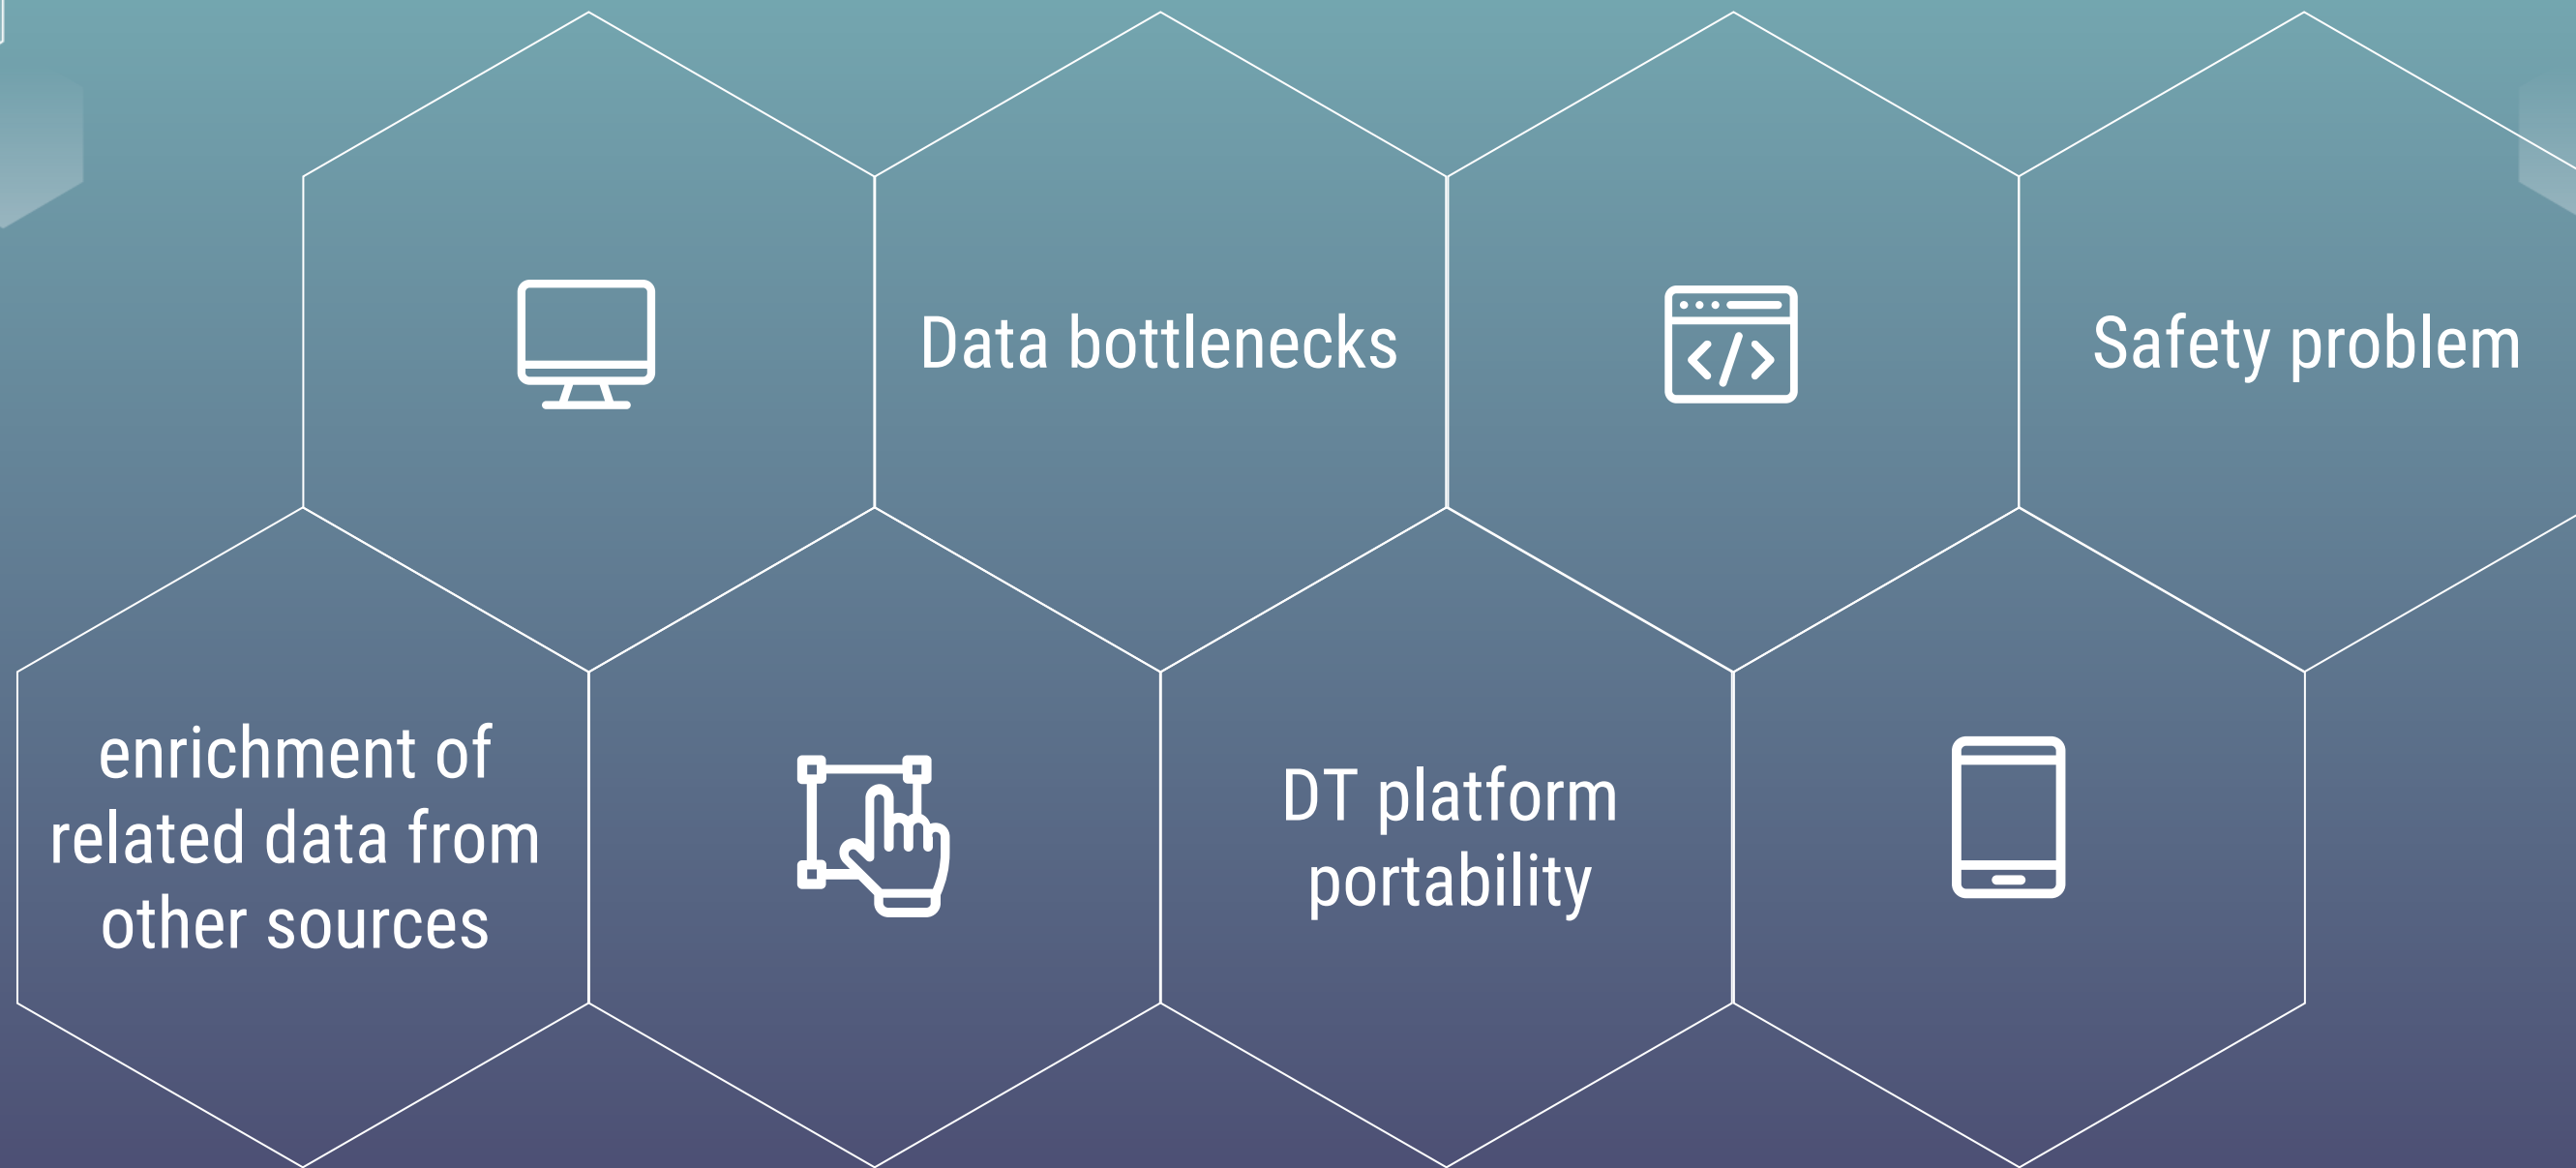 Data bottlenecks
Safety problem
enrichment of
related data from
other sources
DT platform
portability